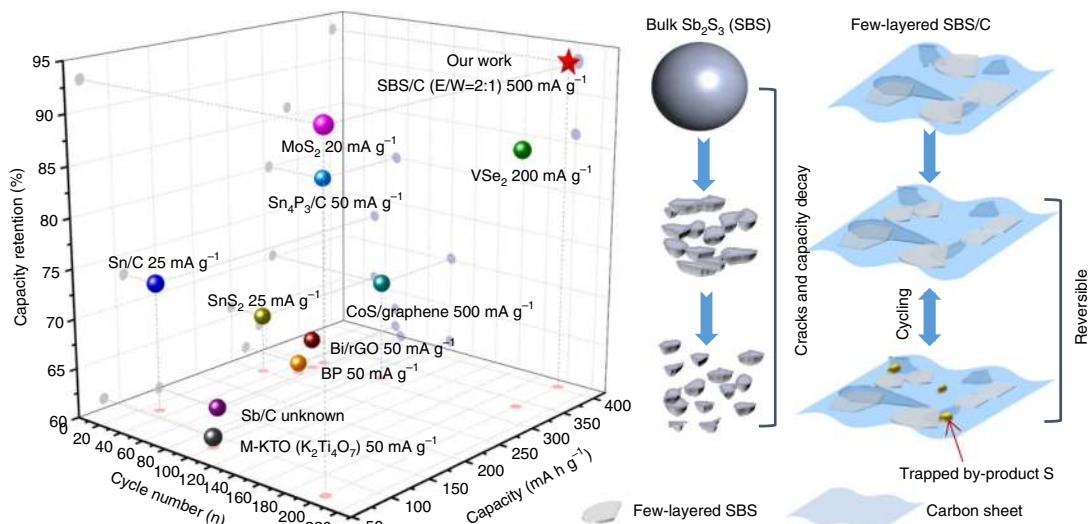 95
90
85
80
75
70
65
60
Capacity retention (%)
0
20
40
60
80
100
120
140
160
180
200
Cycle number (n)
50
100
150
200
250
300
350
400
Capacity (mA h g⁻¹)
Our work
SBS/C (E/W=2:1) 500 mA g⁻¹
MoS₂ 20 mA g⁻¹
VSe₂ 200 mA g⁻¹
Sn₄P₃/C 50 mA g⁻¹
Sn/C 25 mA g⁻¹
SnS₂ 25 mA g⁻¹
CoS/graphene 500 mA g⁻¹
Bi/rGO 50 mA g⁻¹
BP 50 mA g⁻¹
Sb/C unknown
M-KTO (K₂Ti₄O₇) 50 mA g⁻¹
Bulk Sb₂S₃ (SBS)
Cracks and capacity decay
Few-layered SBS/C
Cycling
Reversible
Trapped by-product S
Few-layered SBS
Carbon sheet